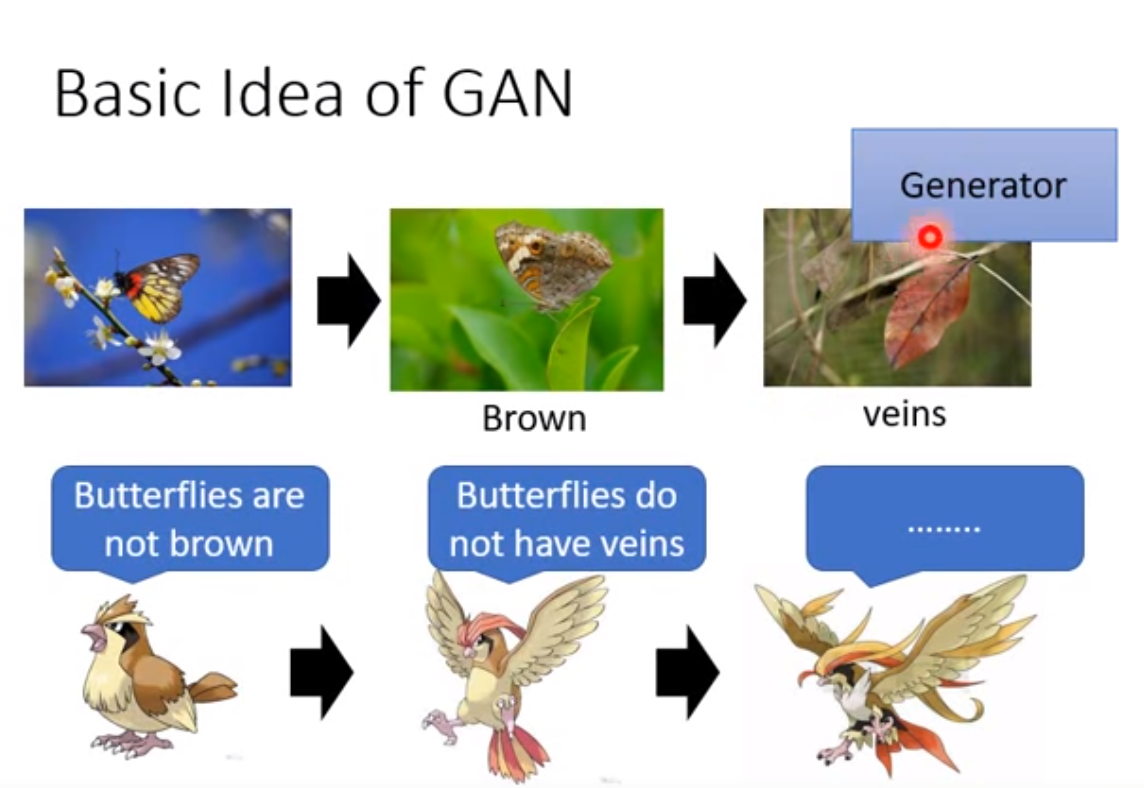 Basic Idea of GAN
Generator
Brown
veins
Butterflies are
not brown
Butterflies do
not have veins
........